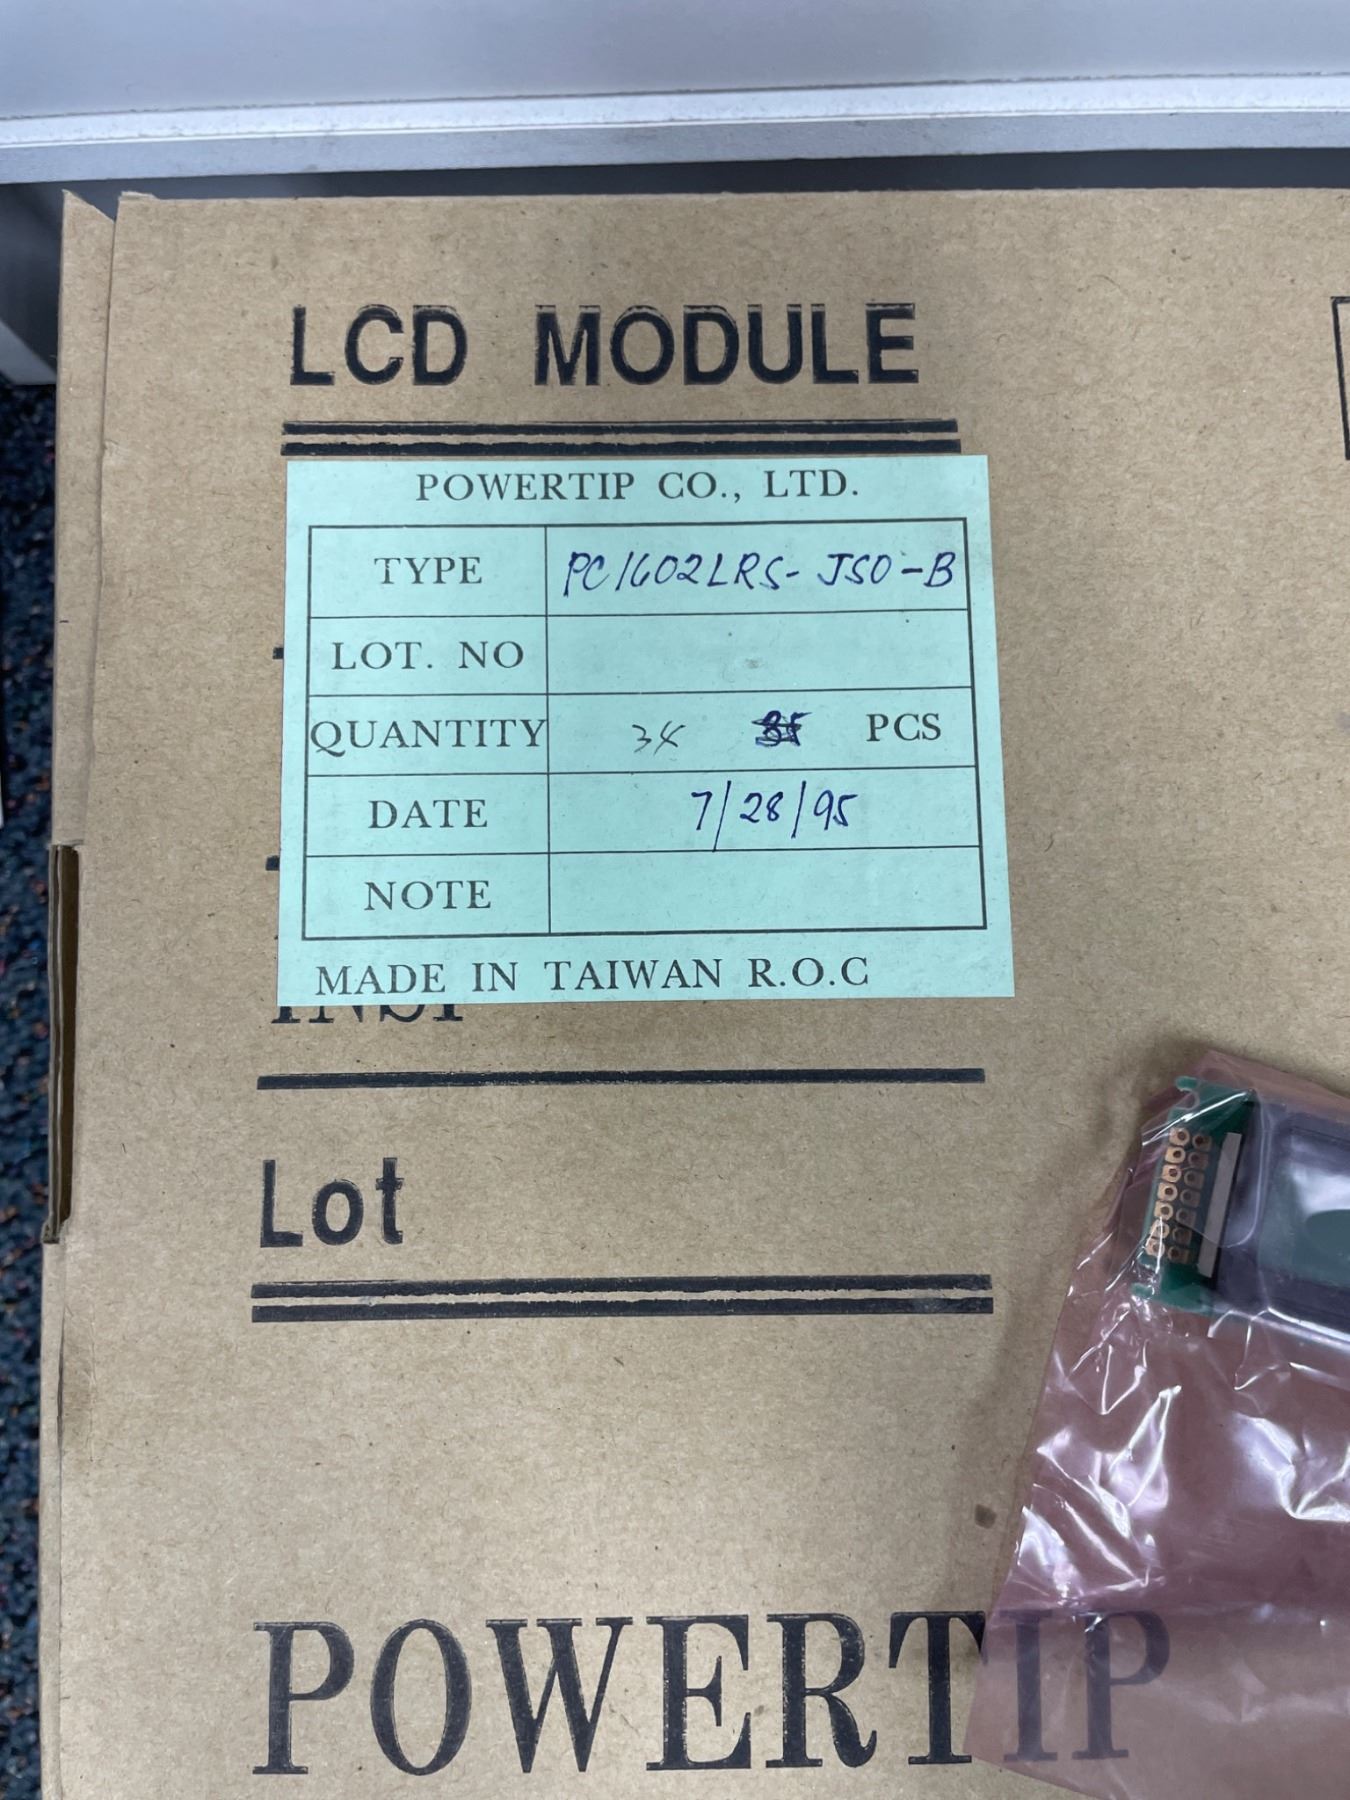 LCD MODULE
POWERTIP CO., LTD.
TYPE PC1602LRS-JSO-B
LOT. NO
QUANTITY 34 PCS
DATE 7/28/95
NOTE
MADE IN TAIWAN R.O.C
INSP
Lot
POWERTIP